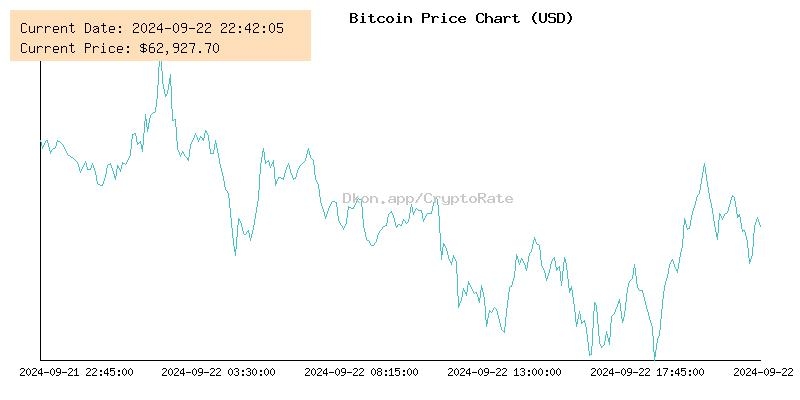 Bitcoin Price Chart (USD)
Current Date: 2024-09-22 22:42:05
Current Price: $62,927.70
Dkon.app/CryptoRate
2024-09-21 22:45:00 2024-09-22 03:30:00 2024-09-22 08:15:00 2024-09-22 13:00:00 2024-09-22 17:45:00 2024-09-22